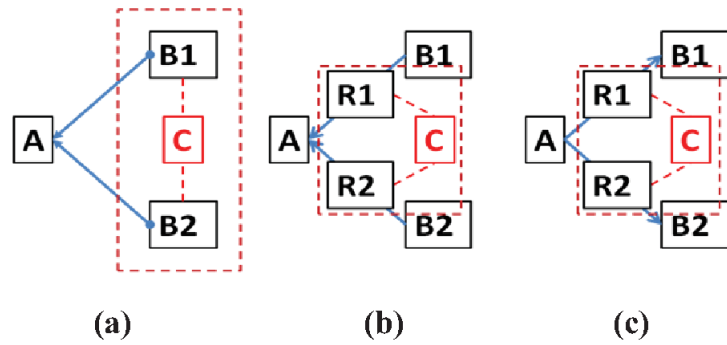 B1 B1 B1
R1 R1
A C A C A C
R2 R2
B2 B2 B2
(a) (b) (c)